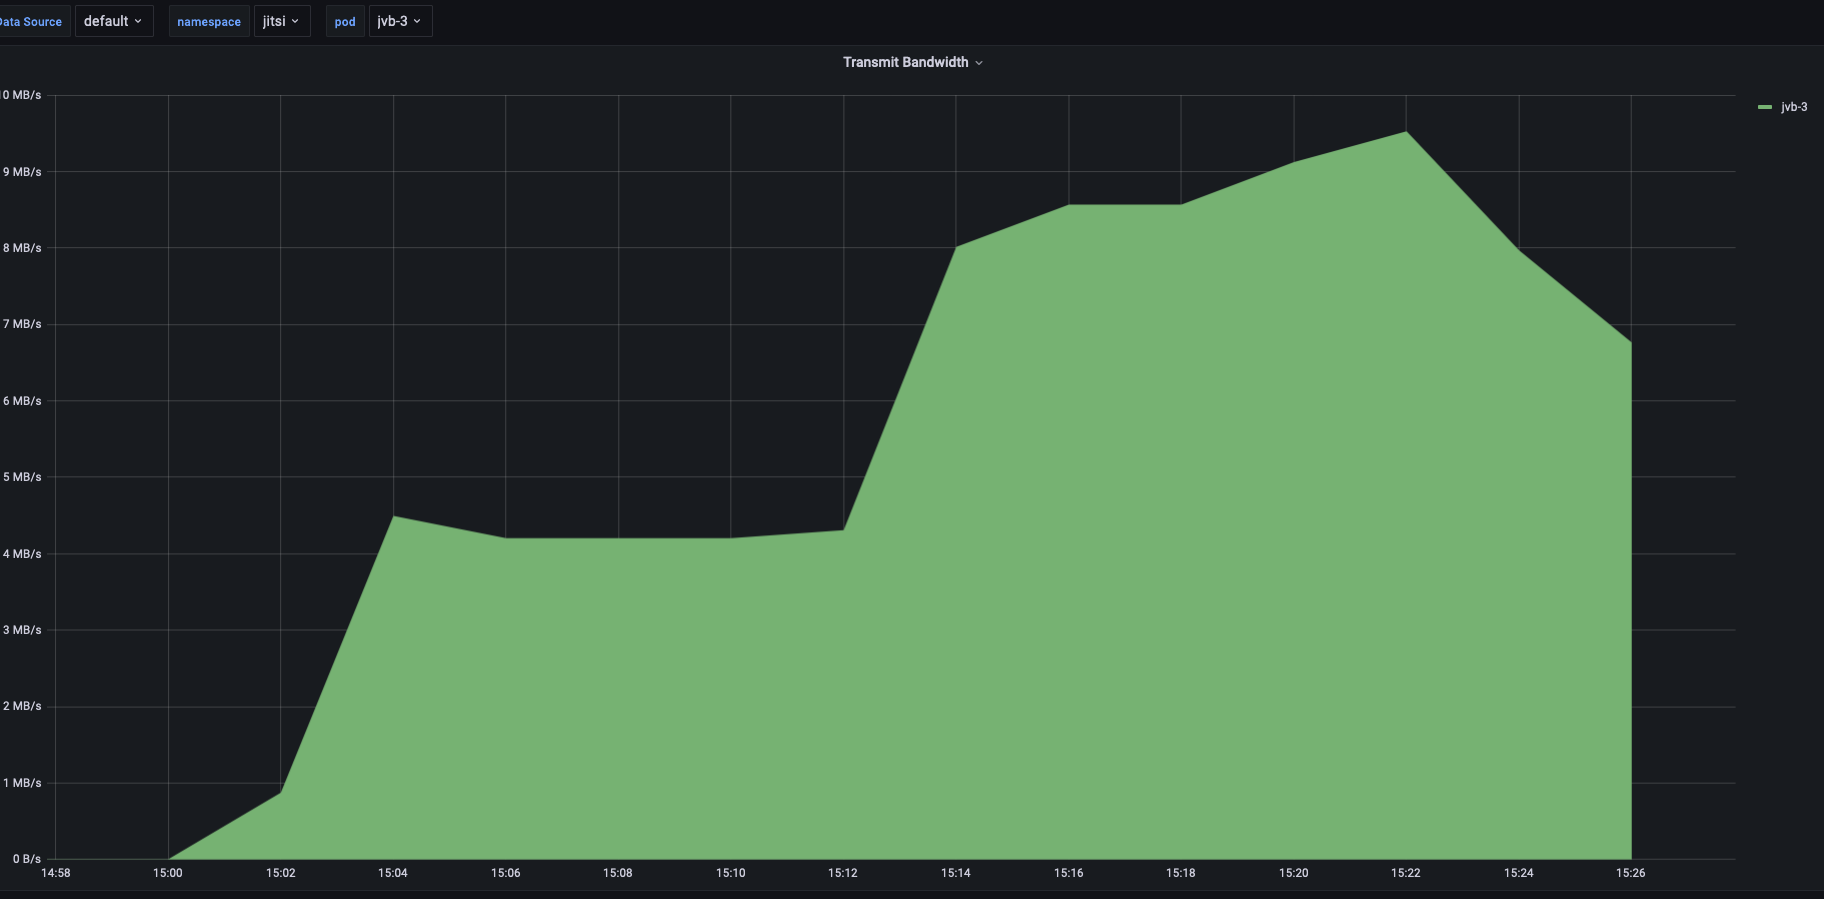 Data Source default namespace jitsi pod jvb-3
Transmit Bandwidth
10 MB/s
jvb-3
9 MB/s
8 MB/s
7 MB/s
6 MB/s
5 MB/s
4 MB/s
3 MB/s
2 MB/s
1 MB/s
0 B/s
14:58 15:00 15:02 15:04 15:06 15:08 15:10 15:12 15:14 15:16 15:18 15:20 15:22 15:24 15:26